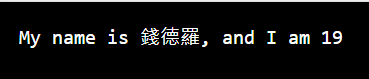 My name is 錢德羅, and I am 19